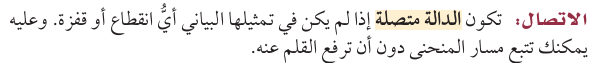 الاتصال: تكون الدالة متصلة إذا لم يكن في تمثيلها البياني أيُّ انقطاع أو قفزة. وعليه
يمكنك تتبع مسار المنحنى دون أن ترفع القلم عنه.